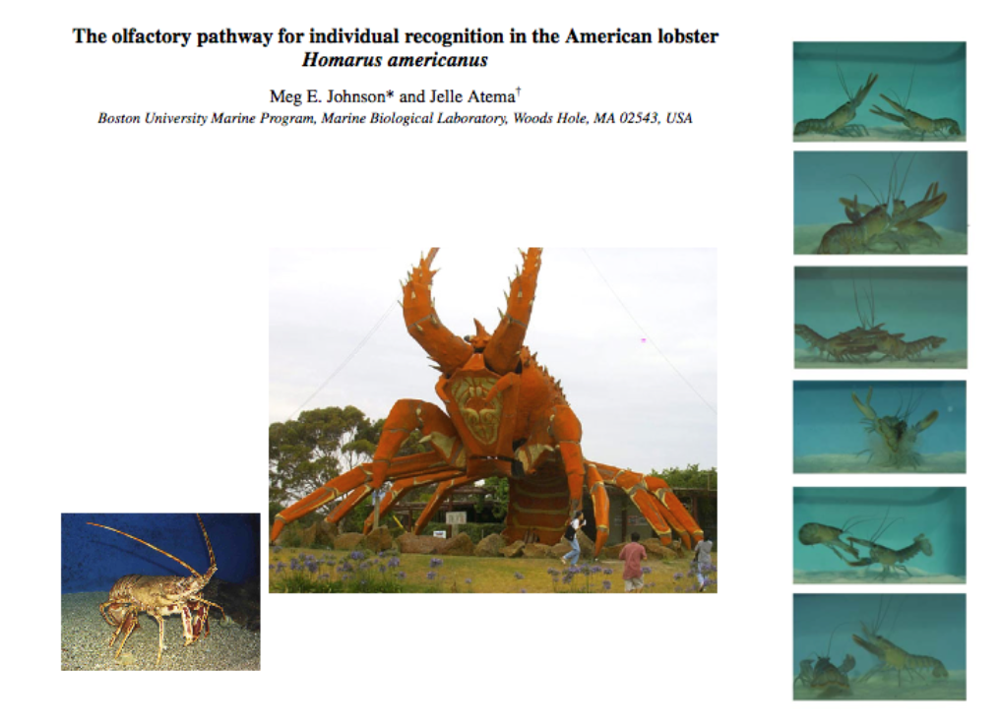 The olfactory pathway for individual recognition in the American lobster
Homarus americanus
Meg E. Johnson* and Jelle Atema†
Boston University Marine Program, Marine Biological Laboratory, Woods Hole, MA 02543, USA